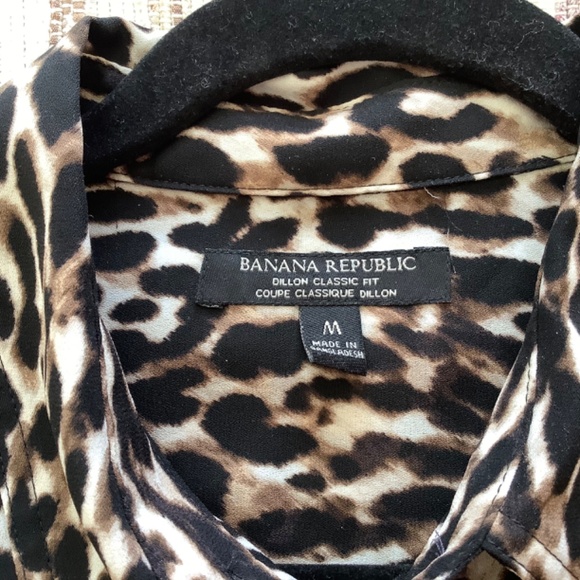 BANANA REPUBLIC
DILLON CLASSIC FIT
COUPE CLASSIQUE DILLON
M
MADE IN
BANGLADESH